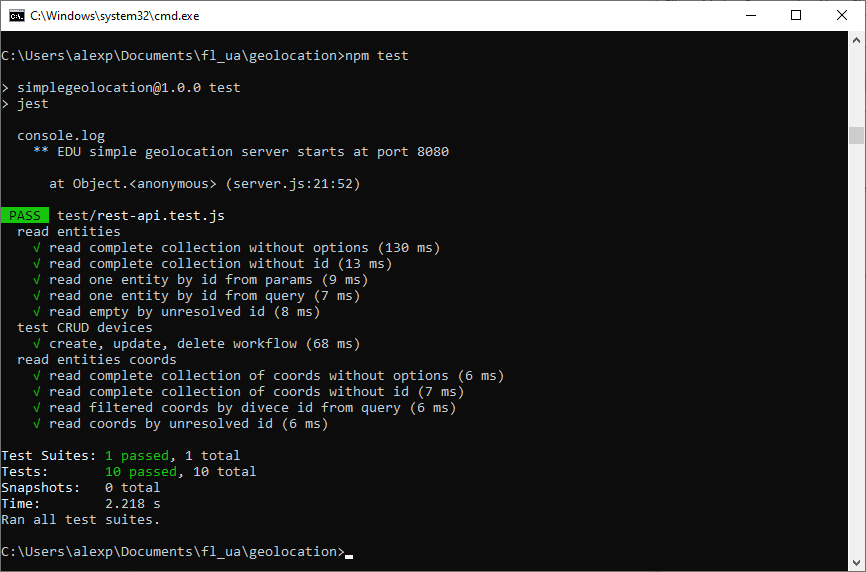 C:\Windows\system32\cmd.exe
C:\Users\alexp\Documents\fl_ua\geolocation>npm test
> simplegeolocation@1.0.0 test
> jest
console.log
** EDU simple geolocation server starts at port 8080
at Object.<anonymous> (server.js:21:52)
PASS test/rest-api.test.js
read entities
√ read complete collection without options (130 ms)
√ read complete collection without id (13 ms)
√ read one entity by id from params (9 ms)
√ read one entity by id from query (7 ms)
√ read empty by unresolved id (8 ms)
test CRUD devices
√ create, update, delete workflow (68 ms)
read entities coords
√ read complete collection of coords without options (6 ms)
√ read complete collection of coords without id (7 ms)
√ read filtered coords by divece id from query (6 ms)
√ read coords by unresolved id (6 ms)
Test Suites: 1 passed, 1 total
Tests: 10 passed, 10 total
Snapshots: 0 total
Time: 2.218 s
Ran all test suites.
C:\Users\alexp\Documents\fl_ua\geolocation>